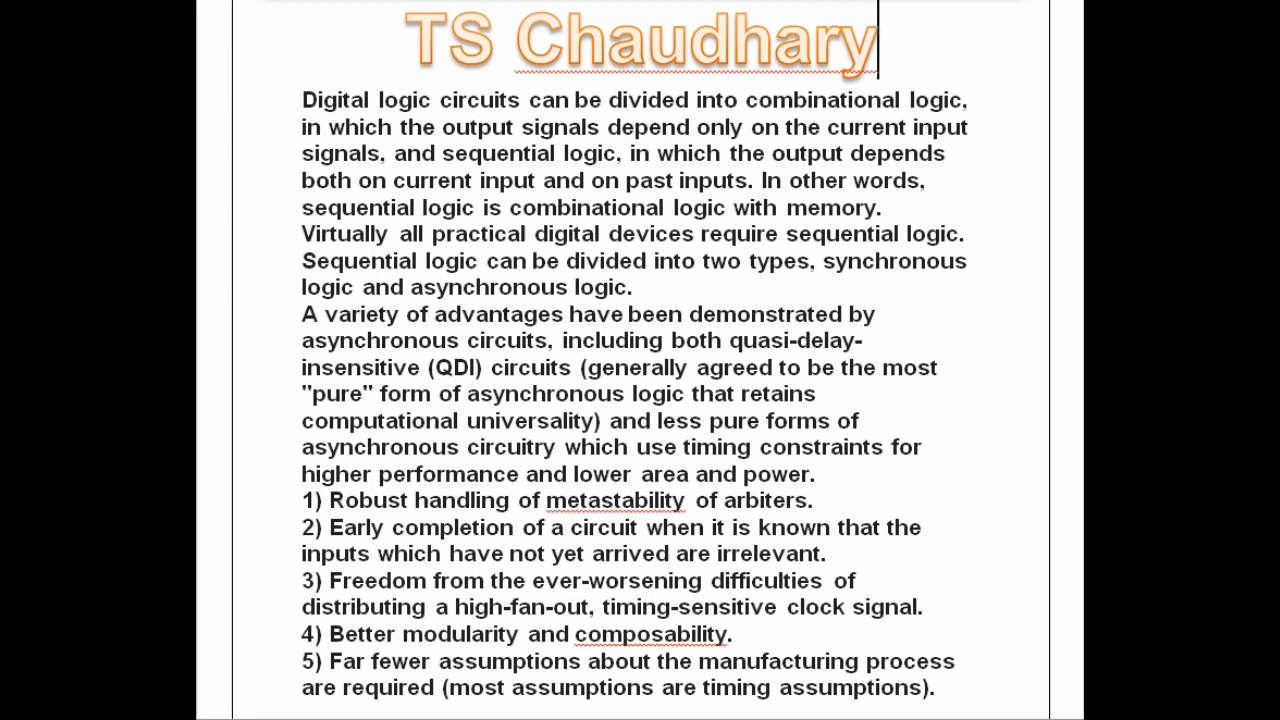 TS Chaudhary
Digital logic circuits can be divided into combinational logic,
in which the output signals depend only on the current input
signals, and sequential logic, in which the output depends
both on current input and on past inputs. In other words,
sequential logic is combinational logic with memory.
Virtually all practical digital devices require sequential logic.
Sequential logic can be divided into two types, synchronous
logic and asynchronous logic.
A variety of advantages have been demonstrated by
asynchronous circuits, including both quasi-delay-
insensitive (QDI) circuits (generally agreed to be the most
"pure" form of asynchronous logic that retains
computational universality) and less pure forms of
asynchronous circuitry which use timing constraints for
higher performance and lower area and power.
1) Robust handling of metastability of arbiters.
2) Early completion of a circuit when it is known that the
inputs which have not yet arrived are irrelevant.
3) Freedom from the ever-worsening difficulties of
distributing a high-fan-out, timing-sensitive clock signal.
4) Better modularity and composability.
5) Far fewer assumptions about the manufacturing process
are required (most assumptions are timing assumptions).